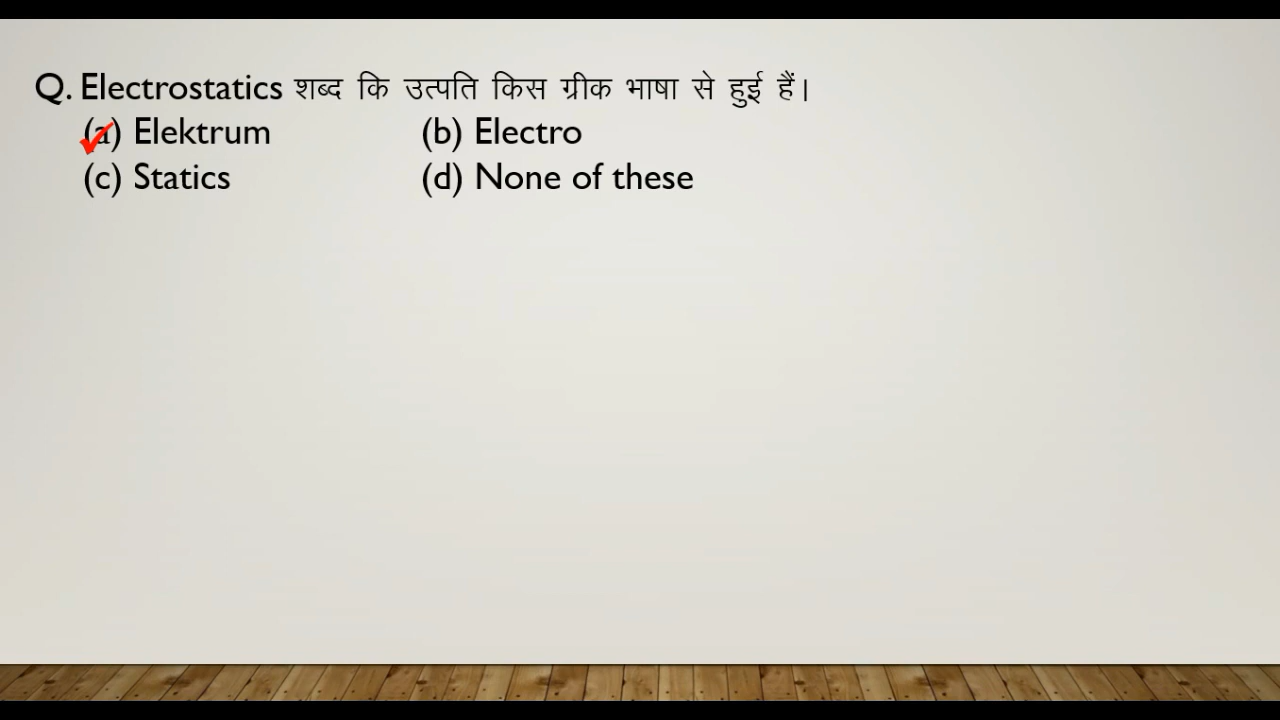 Q. Electrostatics शब्द कि उत्पति किस ग्रीक भाषा से हुई हैं।
(a) Elektrum (b) Electro
(c) Statics (d) None of these